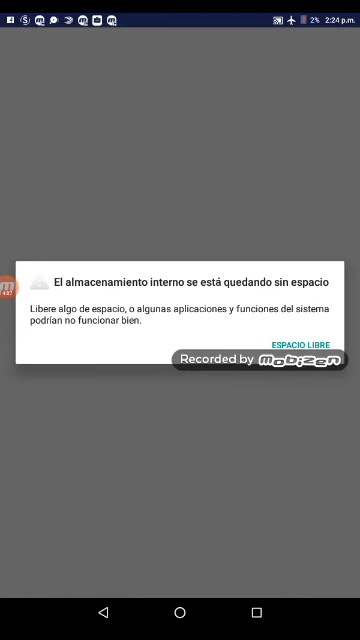 2% 2:24 p.m.
El almacenamiento interno se está quedando sin espacio
Libere algo de espacio, o algunas aplicaciones y funciones del sistema
podrían no funcionar bien.
ESPACIO LIBRE
Recorded by mobizen